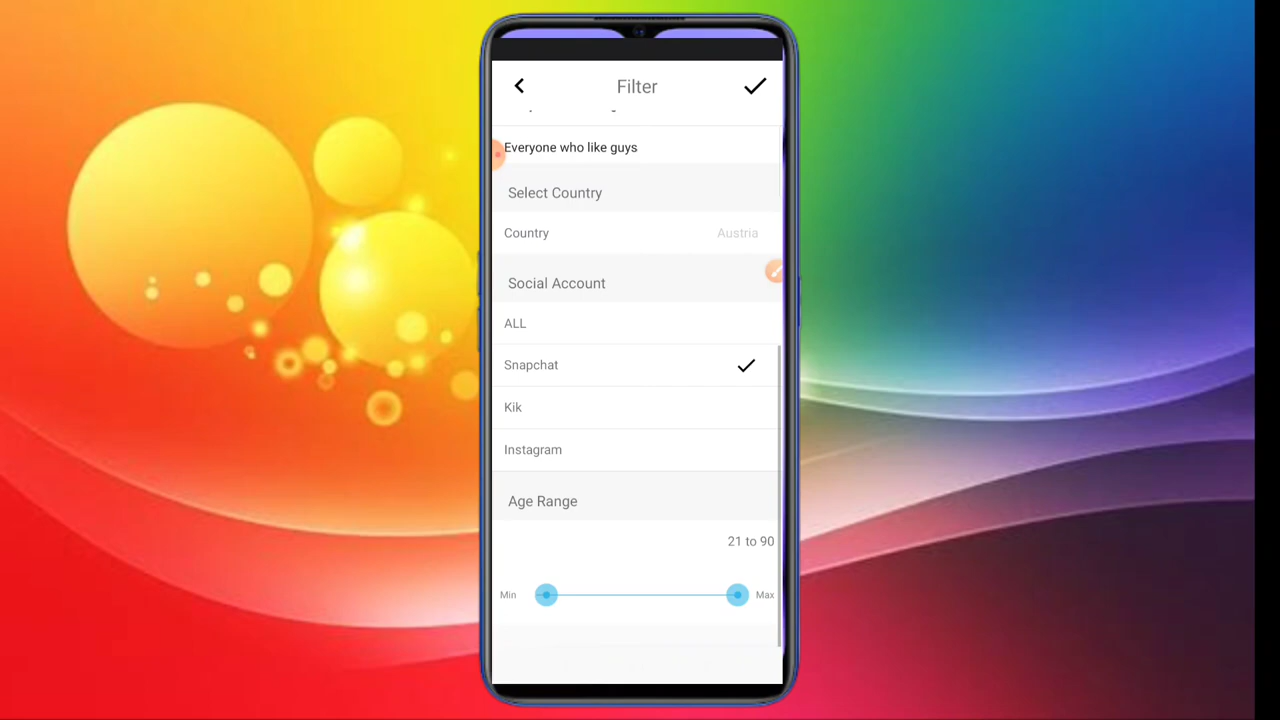 Filter
Everyone who like guys
Select Country
Country Austria
Social Account
ALL
Snapchat
Kik
Instagram
Age Range
21 to 90
Min Max